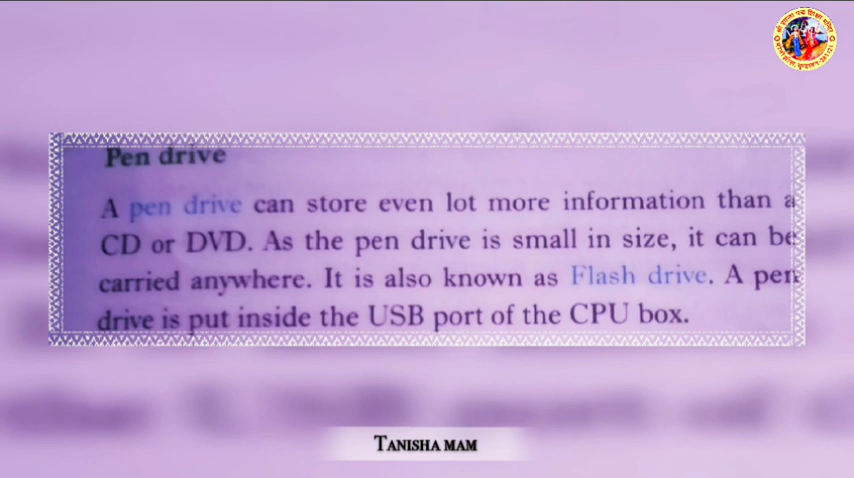 Pen drive
A pen drive can store even lot more information than a
CD or DVD. As the pen drive is small in size, it can be
carried anywhere. It is also known as Flash drive. A pen
drive is put inside the USB port of the CPU box.
TANISHA MAM